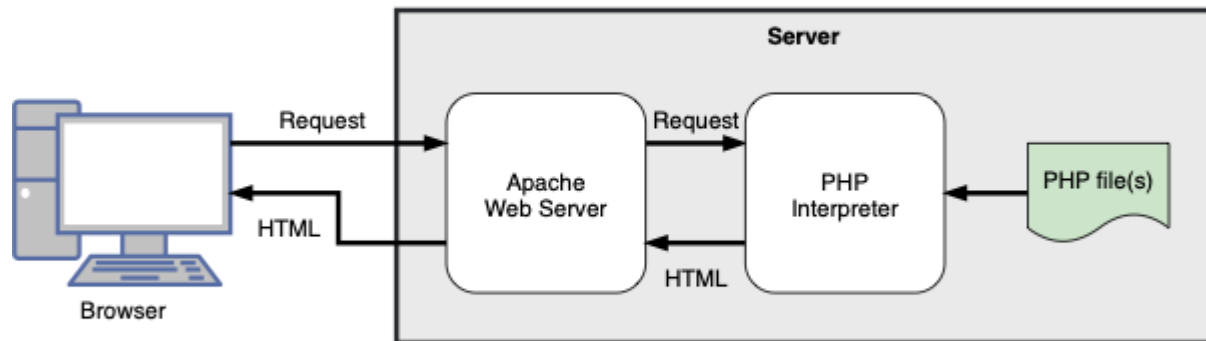 Server
Request
Request
Apache
Web Server
PHP
Interpreter
PHP file(s)
HTML
HTML
Browser